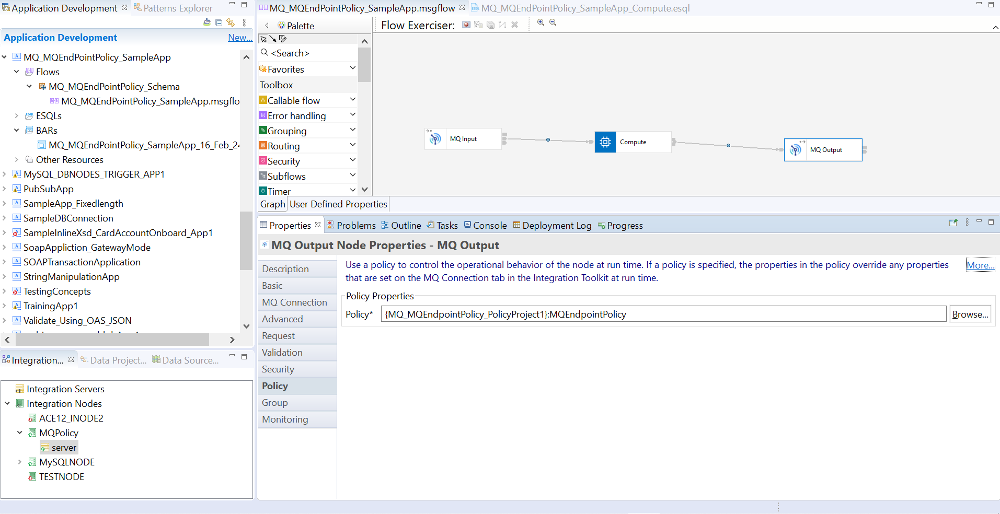 Application Development
Patterns Explorer
Application Development
New...
MQ_MQEndPointPolicy_SampleApp
Flows
MQ_MQEndPointPolicy_Schema
MQ_MQEndPointPolicy_SampleApp.msgflo
ESQLs
BARs
MQ_MQEndPointPolicy_SampleApp_16_Feb_24
Other Resources
MySQL_DBNODES_TRIGGER_APP1
PubSubApp
SampleApp_Fixedlength
SampleDBConnection
SampleInlineXsd_CardAccountOnboard_App1
SoapAppliction_GatewayMode
SOAPTransactionApplication
StringManipulationApp
TestingConcepts
TrainingApp1
Validate_Using_OAS_JSON
Integration...
Data Project...
Data Source...
Integration Servers
Integration Nodes
ACE12_INODE2
MQPolicy
server
MySQLNODE
TESTNODE
MQ_MQEndPointPolicy_SampleApp.msgflow
MQ_MQEndPointPolicy_SampleApp_Compute.esql
Palette
Flow Exerciser:
<Search>
Favorites
Toolbox
Callable flow
Error handling
Grouping
Routing
Security
Subflows
Timer
MQ Input
Compute
MQ Output
Graph
User Defined Properties
Properties
Problems
Outline
Tasks
Console
Deployment Log
Progress
MQ Output Node Properties - MQ Output
Description
Basic
MQ Connection
Advanced
Request
Validation
Security
Policy
Group
Monitoring
Use a policy to control the operational behavior of the node at run time. If a policy is specified, the properties in the policy override any properties
that are set on the MQ Connection tab in the Integration Toolkit at run time.
More...
Policy Properties
Policy*
{MQ_MQEndpointPolicy_PolicyProject1}:MQEndpointPolicy
Browse...